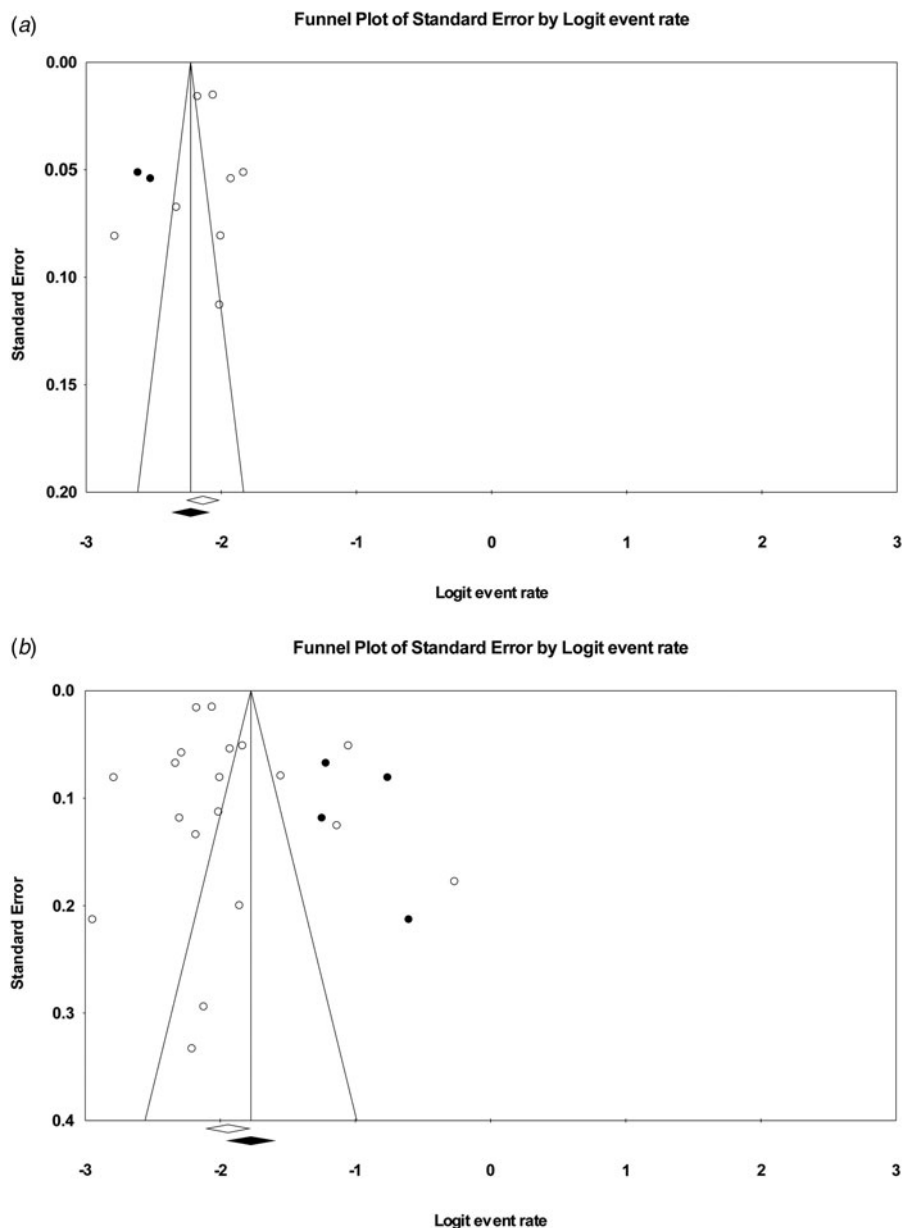 (a)
Funnel Plot of Standard Error by Logit event rate
0.00
0.05
0.10
0.15
0.20
Standard Error
-3 -2 -1 0 1 2 3
Logit event rate
(b)
Funnel Plot of Standard Error by Logit event rate
0.0
0.1
0.2
0.3
0.4
Standard Error
-3 -2 -1 0 1 2 3
Logit event rate